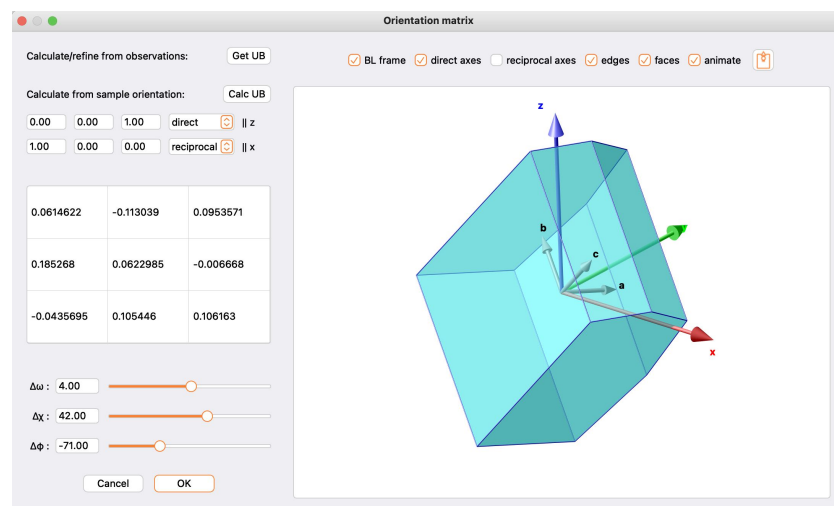 Orientation matrix
Calculate/refine from observations: Get UB
BL frame direct axes reciprocal axes edges faces animate
Calculate from sample orientation: Calc UB
0.00 0.00 1.00 direct || z
1.00 0.00 0.00 reciprocal || x
0.0614622 -0.113039 0.0953571
0.185268 0.0622985 -0.006668
-0.0435695 0.105446 0.106163
Δω : 4.00
Δχ : 42.00
Δϕ : -71.00
Cancel OK
z
b
c
a
x